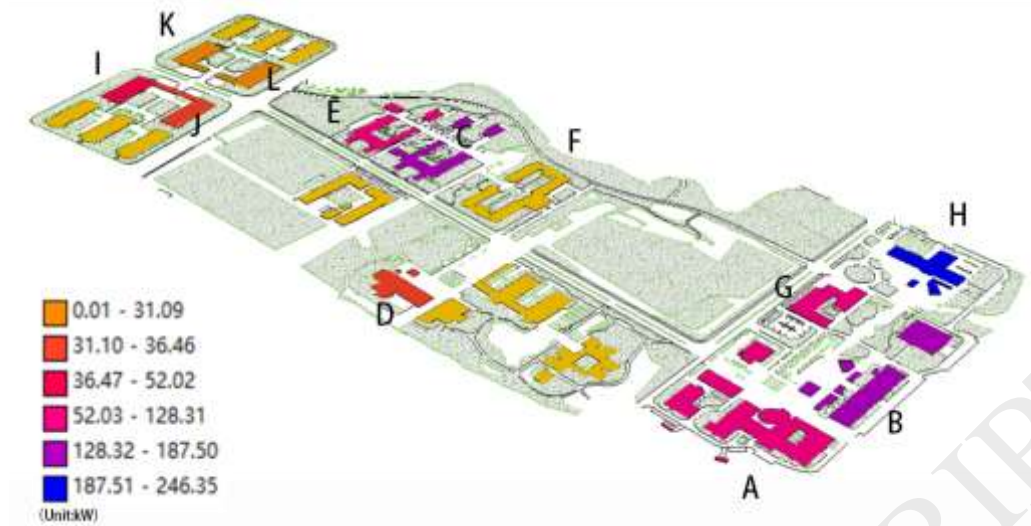 K
I
L
E
J
C
F
H
G
D
B
A
0.01 - 31.09
31.10 - 36.46
36.47 - 52.02
52.03 - 128.31
128.32 - 187.50
187.51 - 246.35
(Unit:kW)